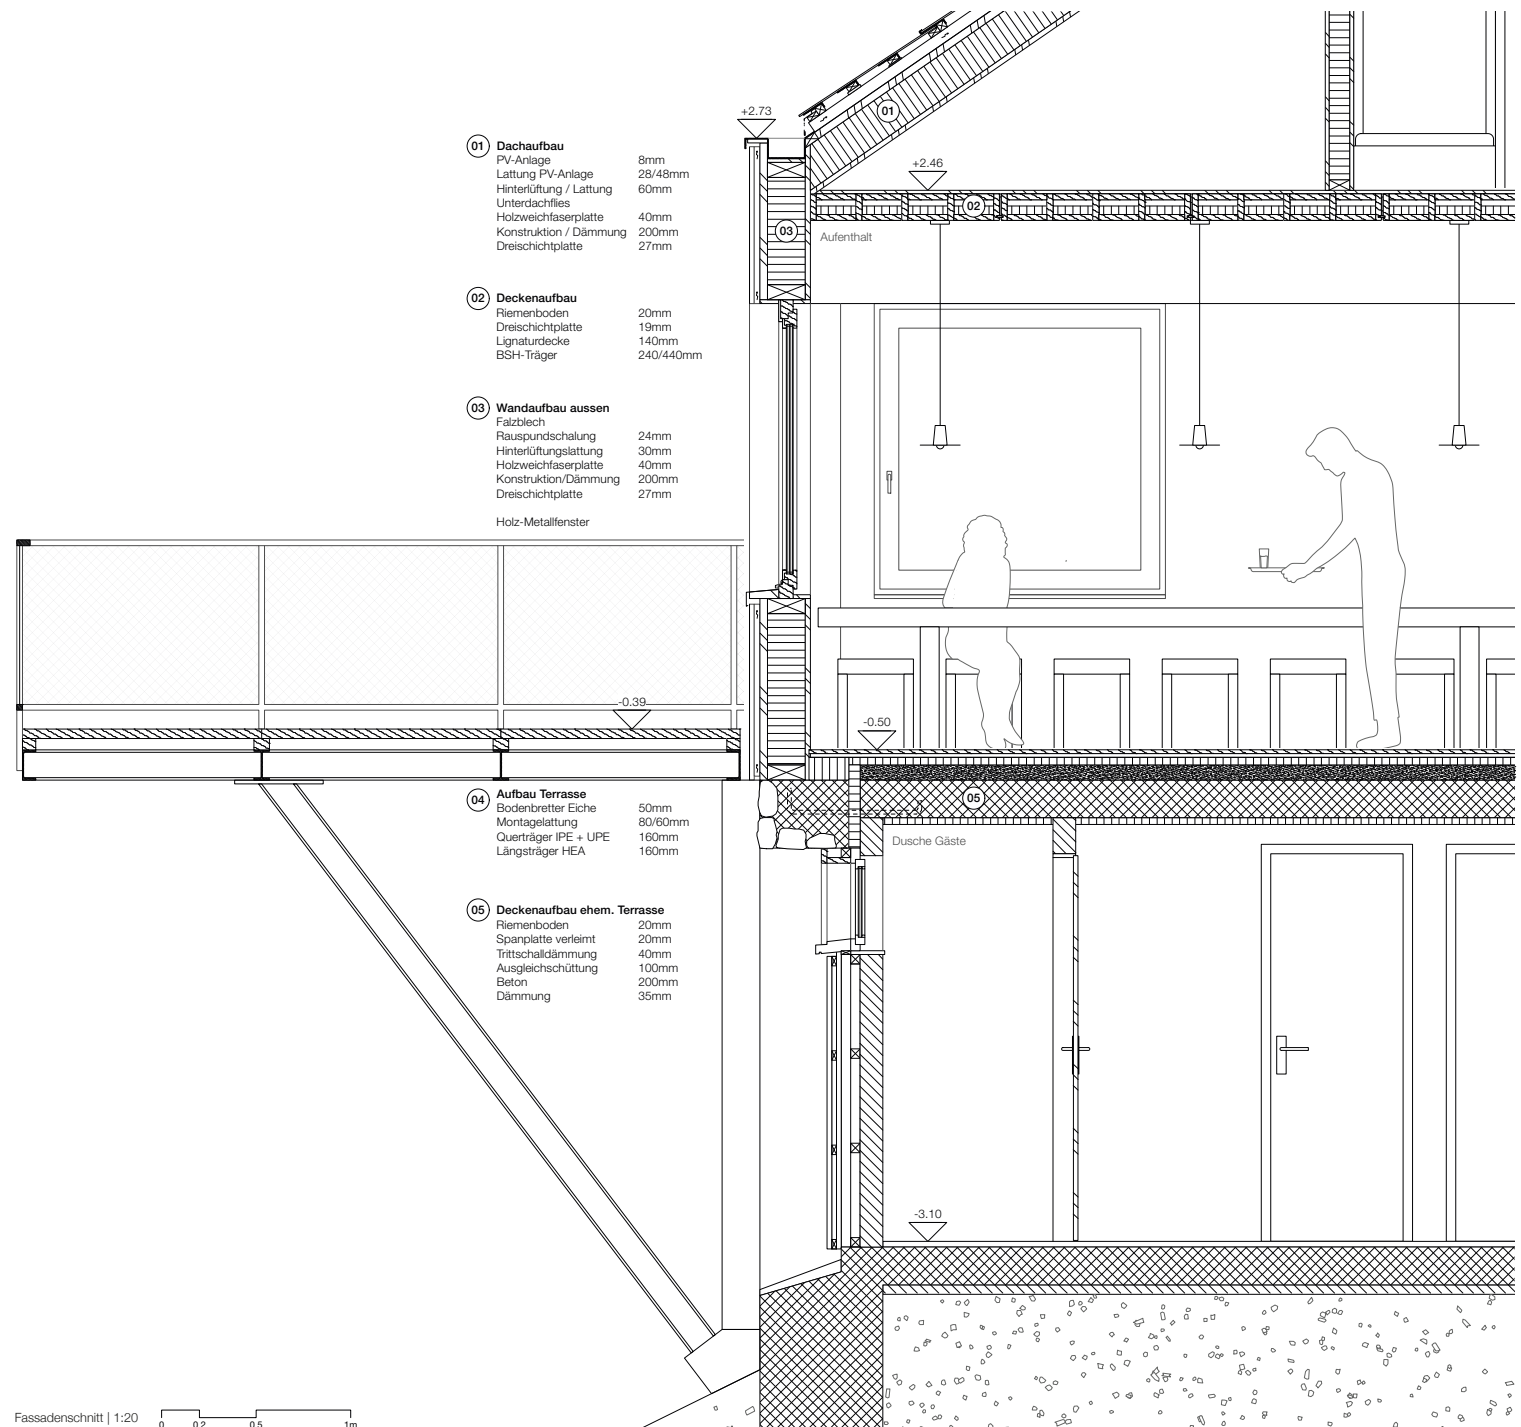 +2.73
01
+2.46
02
03
Aufenthalt
01 Dachaufbau
PV-Anlage 8mm
Lattung PV-Anlage 28/48mm
Hinterlüftung / Lattung 60mm
Unterdachflies
Holzweichfaserplatte 40mm
Konstruktion / Dämmung 200mm
Dreischichtplatte 27mm
02 Deckenaufbau
Riemenboden 20mm
Dreischichtplatte 19mm
Lignaturdecke 140mm
BSH-Träger 240/440mm
03 Wandaufbau aussen
Falzblech
Rauspundschalung 24mm
Hinterlüftungslattung 30mm
Holzweichfaserplatte 40mm
Konstruktion/Dämmung 200mm
Dreischichtplatte 27mm
Holz-Metallfenster
-0.39
-0.50
04 Aufbau Terrasse
Bodenbretter Eiche 50mm
Montagelattung 80/60mm
Querträger IPE + UPE 160mm
Längsträger HEA 160mm
05
Dusche Gäste
05 Deckenaufbau ehem. Terrasse
Riemenboden 20mm
Spanplatte verleimt 20mm
Trittschalldämmung 40mm
Ausgleichschüttung 100mm
Beton 200mm
Dämmung 35mm
-3.10
Fassadenschnitt | 1:20
0 0.2 0.5 1m